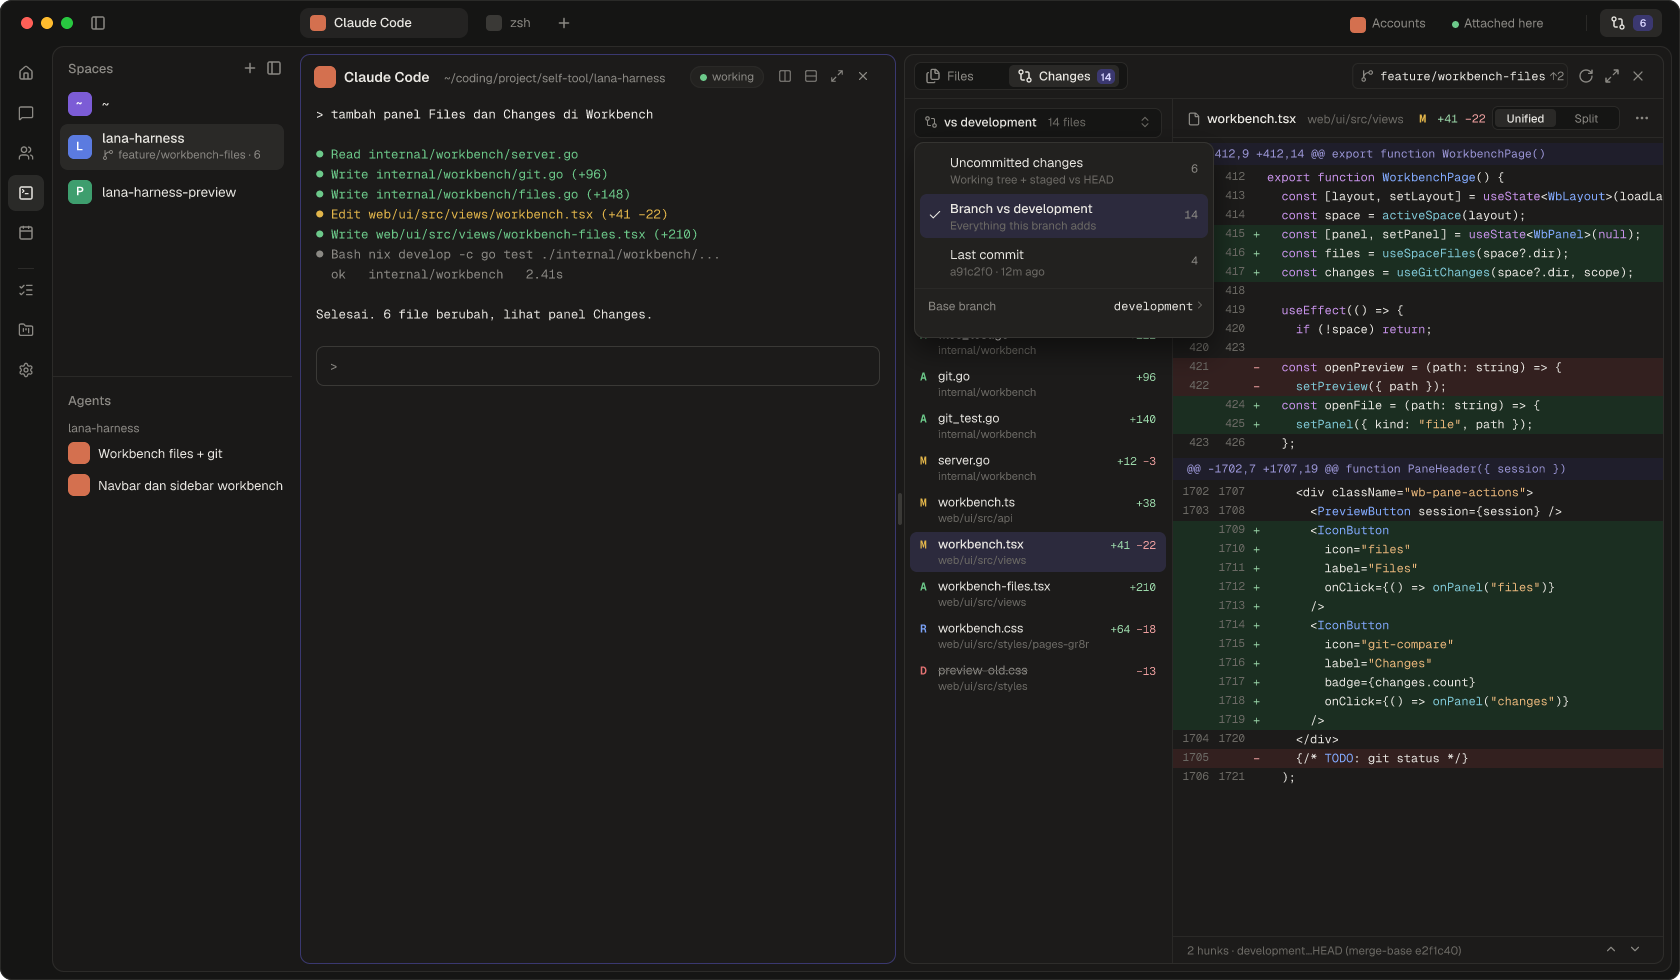 Claude Code
zsh
Accounts
Attached here
6
Spaces
~ ~
L lana-harness
feature/workbench-files · 6
P lana-harness-preview
Agents
lana-harness
Workbench files + git
Navbar dan sidebar workbench
Claude Code ~/coding/project/self-tool/lana-harness working
> tambah panel Files dan Changes di Workbench
Read internal/workbench/server.go
Write internal/workbench/git.go (+96)
Write internal/workbench/files.go (+148)
Edit web/ui/src/views/workbench.tsx (+41 −22)
Write web/ui/src/views/workbench-files.tsx (+210)
Bash nix develop -c go test ./internal/workbench/...
ok internal/workbench 2.41s
Selesai. 6 file berubah, lihat panel Changes.
>
Files
Changes 14
feature/workbench-files ↑2
vs development 14 files
Uncommitted changes 6
Working tree + staged vs HEAD
Branch vs development 14
Everything this branch adds
Last commit 4
a91c2f0 · 12m ago
Base branch development
internal/workbench
A git.go +96
internal/workbench
A git_test.go +140
internal/workbench
M server.go +12 −3
internal/workbench
M workbench.ts +38
web/ui/src/api
M workbench.tsx +41 −22
web/ui/src/views
A workbench-files.tsx +210
web/ui/src/views
R workbench.css +64 −18
web/ui/src/styles/pages-gr8r
D preview-old.css −13
web/ui/src/styles
workbench.tsx web/ui/src/views M +41 −22 Unified Split
412,9 +412,14 @@ export function WorkbenchPage()
412 export function WorkbenchPage() {
413 const [layout, setLayout] = useState<WbLayout>(loadLa
414 const space = activeSpace(layout);
415 + const [panel, setPanel] = useState<WbPanel>(null);
416 + const files = useSpaceFiles(space?.dir);
417 + const changes = useGitChanges(space?.dir, scope);
418
419 useEffect(() => {
420 if (!space) return;
420 423
421 − const openPreview = (path: string) => {
422 − setPreview({ path });
424 + const openFile = (path: string) => {
425 + setPanel({ kind: "file", path });
423 426 };
@@ -1702,7 +1707,19 @@ function PaneHeader({ session })
1702 1707 <div className="wb-pane-actions">
1703 1708 <PreviewButton session={session} />
1709 + <IconButton
1710 + icon="files"
1711 + label="Files"
1712 + onClick={() => onPanel("files")}
1713 + />
1714 + <IconButton
1715 + icon="git-compare"
1716 + label="Changes"
1717 + badge={changes.count}
1718 + onClick={() => onPanel("changes")}
1719 + />
1704 1720 </div>
1705 − {/* TODO: git status */}
1706 1721 );
2 hunks · development…HEAD (merge-base e2f1c40)